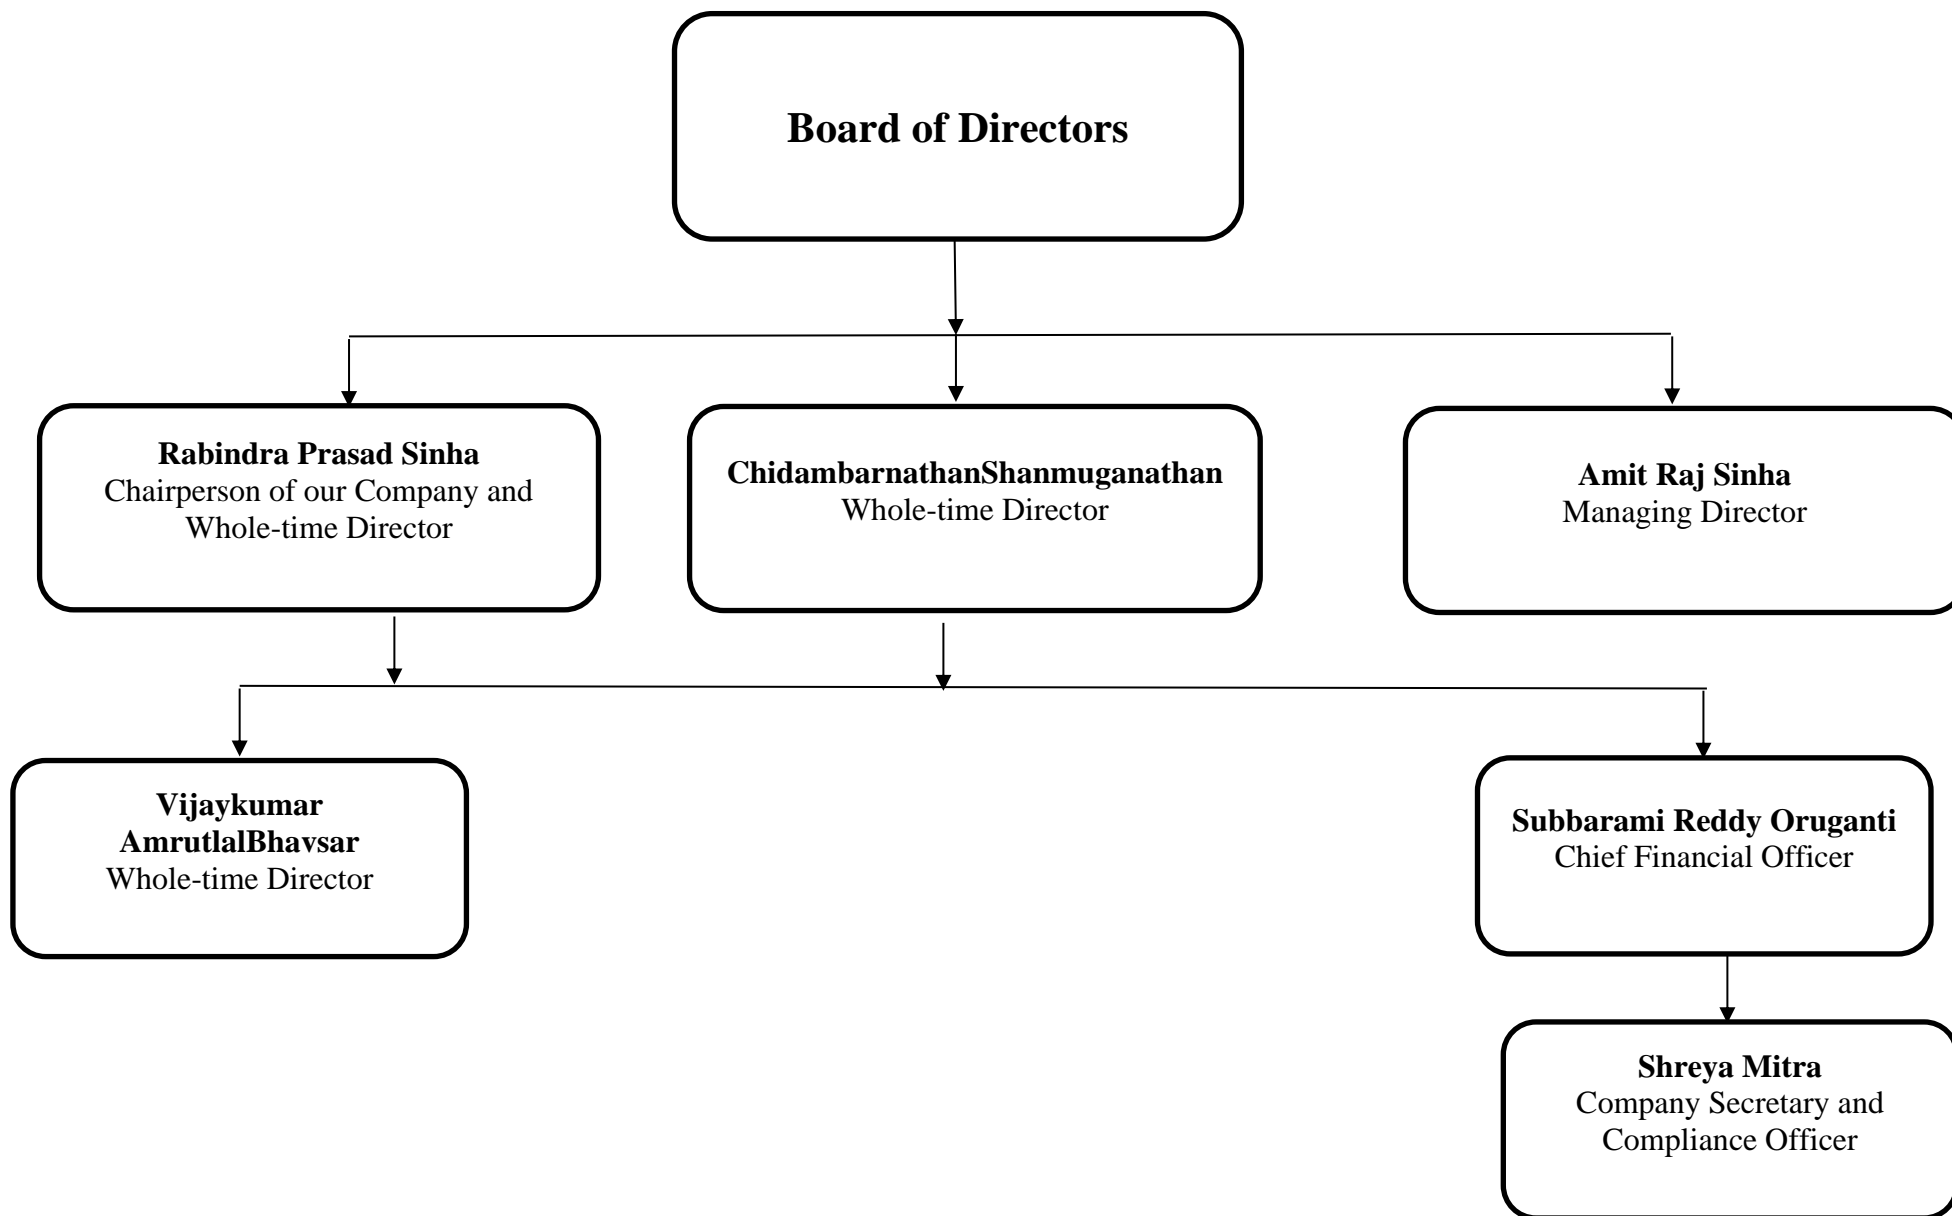 Board of Directors
Rabindra Prasad Sinha
Chairperson of our Company and
Whole-time Director
ChidambarnathanShanmuganathan
Whole-time Director
Amit Raj Sinha
Managing Director
Vijaykumar
AmrutlalBhavsar
Whole-time Director
Subbarami Reddy Oruganti
Chief Financial Officer
Shreya Mitra
Company Secretary and
Compliance Officer